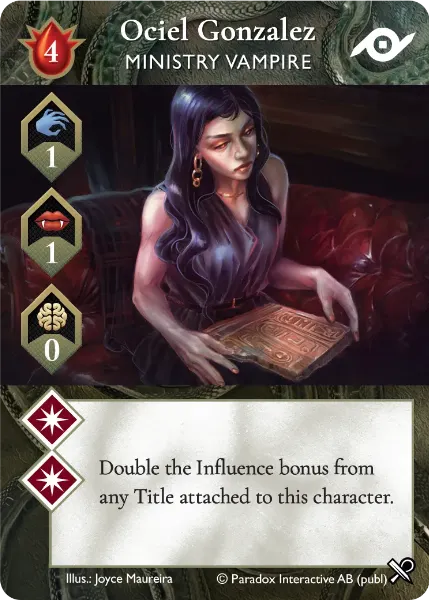 Ociel Gonzalez
4
MINISTRY VAMPIRE
1
1
0
Double the Influence bonus from
any Title attached to this character.
Illus.: Joyce Maureira © Paradox Interactive AB (publ)